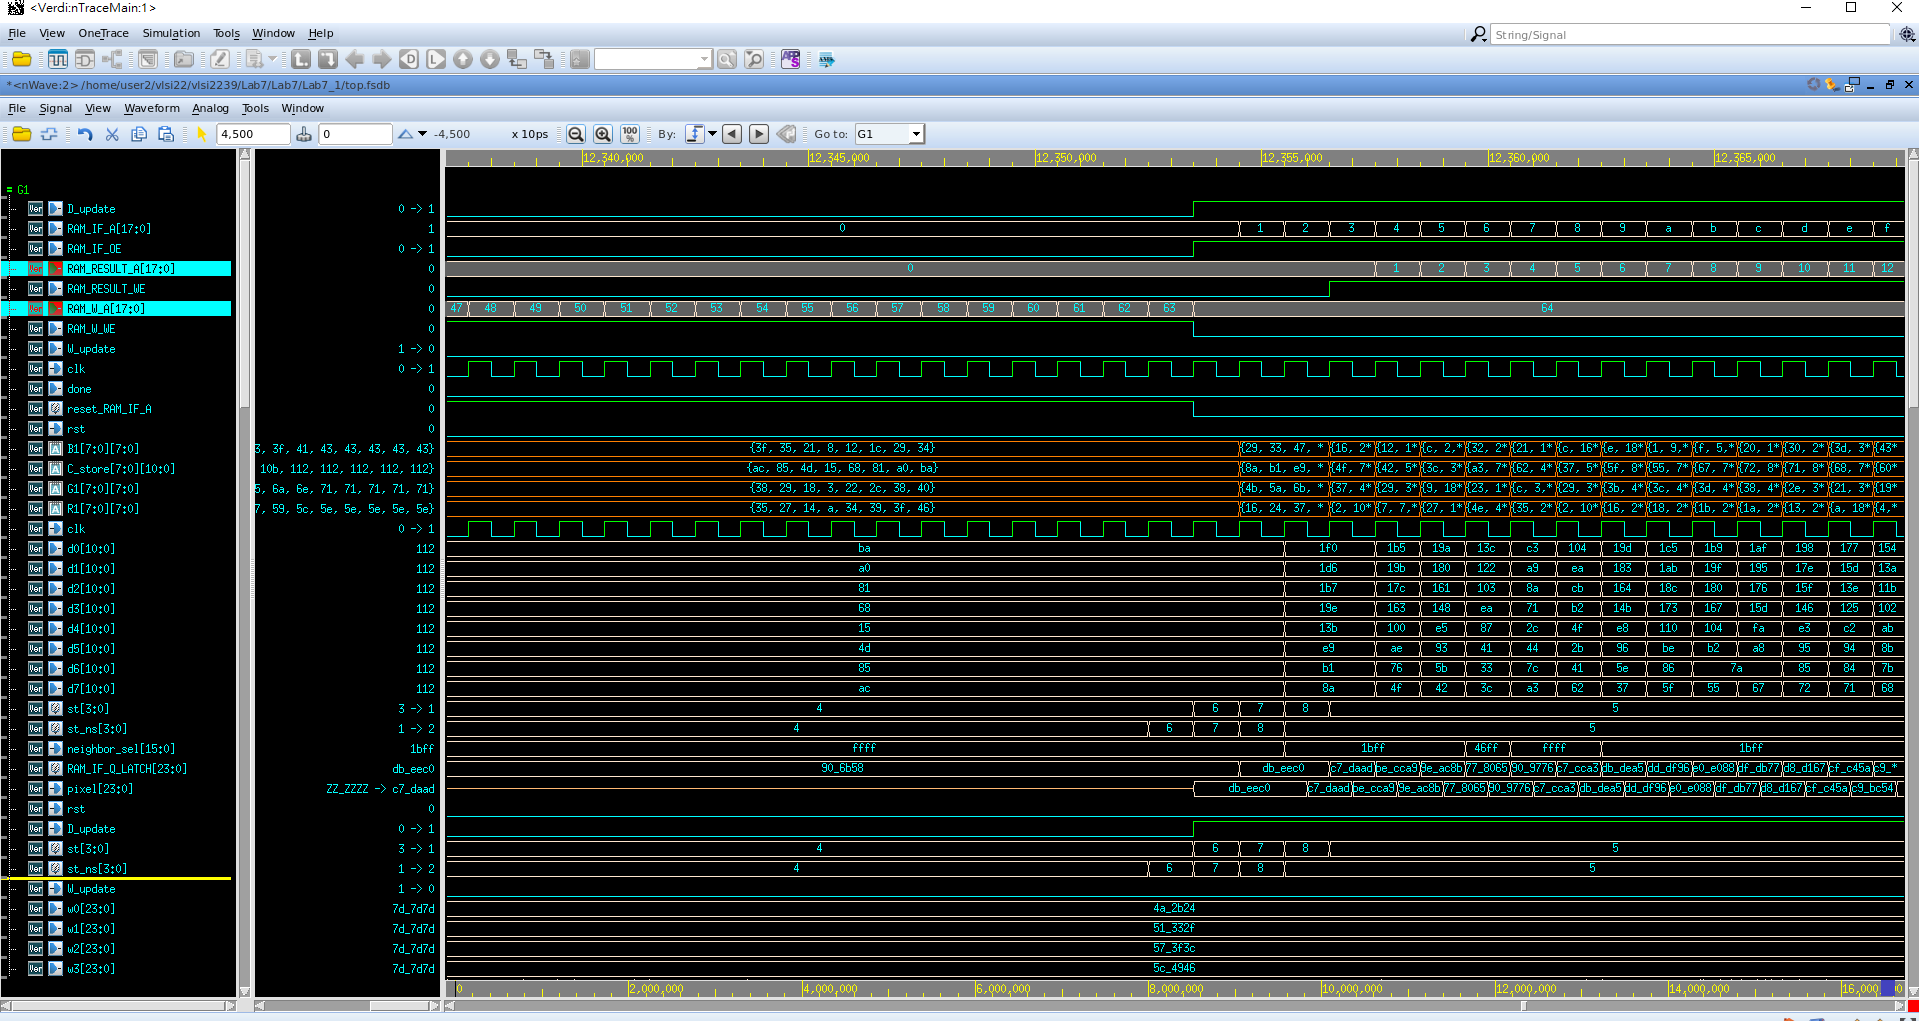 <Verdi:nTraceMain:1>
File View OneTrace Simulation Tools Window Help
String/Signal
*<nWave:2> /home/user2/vlsi22/vlsi2239/Lab7/Lab7/Lab7_1/top.fsdb
File Signal View Waveform Analog Tools Window
4,500 0 -4,500 x 10ps 100% By: Go to: G1
12,340,000 12,345,000 12,350,000 12,355,000 12,360,000 12,365,000
G1
D_update 0 -> 1
RAM_IF_A[17:0] 1 0 1 2 3 4 5 6 7 8 9 a b c d e f
RAM_IF_OE 0 -> 1
RAM_RESULT_A[17:0] 0 0 1 2 3 4 5 6 7 8 9 10 11 12
RAM_RESULT_WE 0
RAM_W_A[17:0] 0 47 48 49 50 51 52 53 54 55 56 57 58 59 60 61 62 63 64
RAM_W_WE 0
W_update 1 -> 0
clk 0 -> 1
done 0
reset_RAM_IF_A 0
rst 0
B1[7:0][7:0] 3, 3f, 41, 43, 43, 43, 43, 43} {3f, 35, 21, 8, 12, 1c, 29, 34} {29, 33, 47, * {16, 2* {12, 1* {c, 2,* {32, 2* {21, 1* {c, 16* {e, 18* {1, 9,* {f, 5,* {20, 1* {30, 2* {3d, 3* {43*
C_store[7:0][10:0] 10b, 112, 112, 112, 112, 112} {ac, 85, 4d, 15, 68, 81, a0, ba} {8a, b1, e9, * {4f, 7* {42, 5* {3c, 3* {a3, 7* {62, 4* {37, 5* {5f, 8* {55, 7* {67, 7* {72, 8* {71, 8* {68, 7* {60*
G1[7:0][7:0] 5, 6a, 6e, 71, 71, 71, 71, 71} {38, 29, 18, 3, 22, 2c, 38, 40} {4b, 5a, 6b, * {37, 4* {29, 3* {9, 18* {23, 1* {c, 3,* {29, 3* {3b, 4* {3c, 4* {3d, 4* {38, 4* {2e, 3* {21, 3* {19*
R1[7:0][7:0] 7, 59, 5c, 5e, 5e, 5e, 5e, 5e} {35, 27, 14, a, 34, 39, 3f, 46} {16, 24, 37, * {2, 10* {7, 7,* {27, 1* {4e, 4* {35, 2* {2, 10* {16, 2* {18, 2* {1b, 2* {1a, 2* {13, 2* {a, 18* {4,*
clk 0 -> 1
d0[10:0] 112 ba 1f0 1b5 19a 13c c3 104 19d 1c5 1b9 1af 198 177 154
d1[10:0] 112 a0 1d6 19b 180 122 a9 ea 183 1ab 19f 195 17e 15d 13a
d2[10:0] 112 81 1b7 17c 161 103 8a cb 164 18c 180 176 15f 13e 11b
d3[10:0] 112 68 19e 163 148 ea 71 b2 14b 173 167 15d 146 125 102
d4[10:0] 112 15 13b 100 e5 87 2c 4f e8 110 104 fa e3 c2 ab
d5[10:0] 112 4d e9 ae 93 41 44 2b 96 be b2 a8 95 94 8b
d6[10:0] 112 85 b1 76 5b 33 7c 41 5e 86 7a 85 84 7b
d7[10:0] 112 ac 8a 4f 42 3c a3 62 37 5f 55 67 72 71 68
st[3:0] 3 -> 1 4 6 7 8 5
st_ns[3:0] 1 -> 2 4 6 7 8 5
neighbor_sel[15:0] 1bff ffff 1bff 46ff ffff 1bff
RAM_IF_Q_LATCH[23:0] db_eec0 90_6b58 db_eec0 c7_daad be_cca9 9e_ac8b 77_8065 90_9776 c7_cca3 db_dea5 dd_df96 e0_e088 df_db77 d8_d167 cf_c45a c9_*
pixel[23:0] ZZ_ZZZZ -> c7_daad db_eec0 c7_daad be_cca9 9e_ac8b 77_8065 90_9776 c7_cca3 db_dea5 dd_df96 e0_e088 df_db77 d8_d167 cf_c45a c9_bc54
rst 0
D_update 0 -> 1
st[3:0] 3 -> 1 4 6 7 8 5
st_ns[3:0] 1 -> 2 4 6 7 8 5
W_update 1 -> 0
w0[23:0] 7d_7d7d 4a_2b24
w1[23:0] 7d_7d7d 51_332f
w2[23:0] 7d_7d7d 57_3f3c
w3[23:0] 7d_7d7d 5c_4946
0 2,000,000 4,000,000 6,000,000 8,000,000 10,000,000 12,000,000 14,000,000